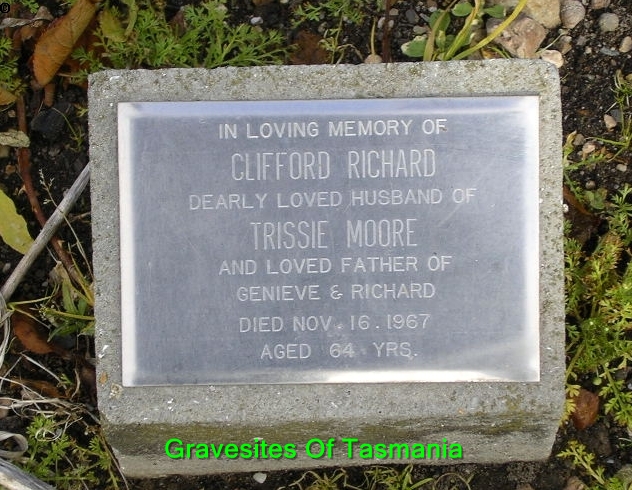 IN LOVING MEMORY OF
CLIFFORD RICHARD
DEARLY LOVED HUSBAND OF
TRISSIE MOORE
AND LOVED FATHER OF
GENIEVE & RICHARD
DIED NOV. 16. 1967
AGED 64 YRS.
Gravesites Of Tasmania